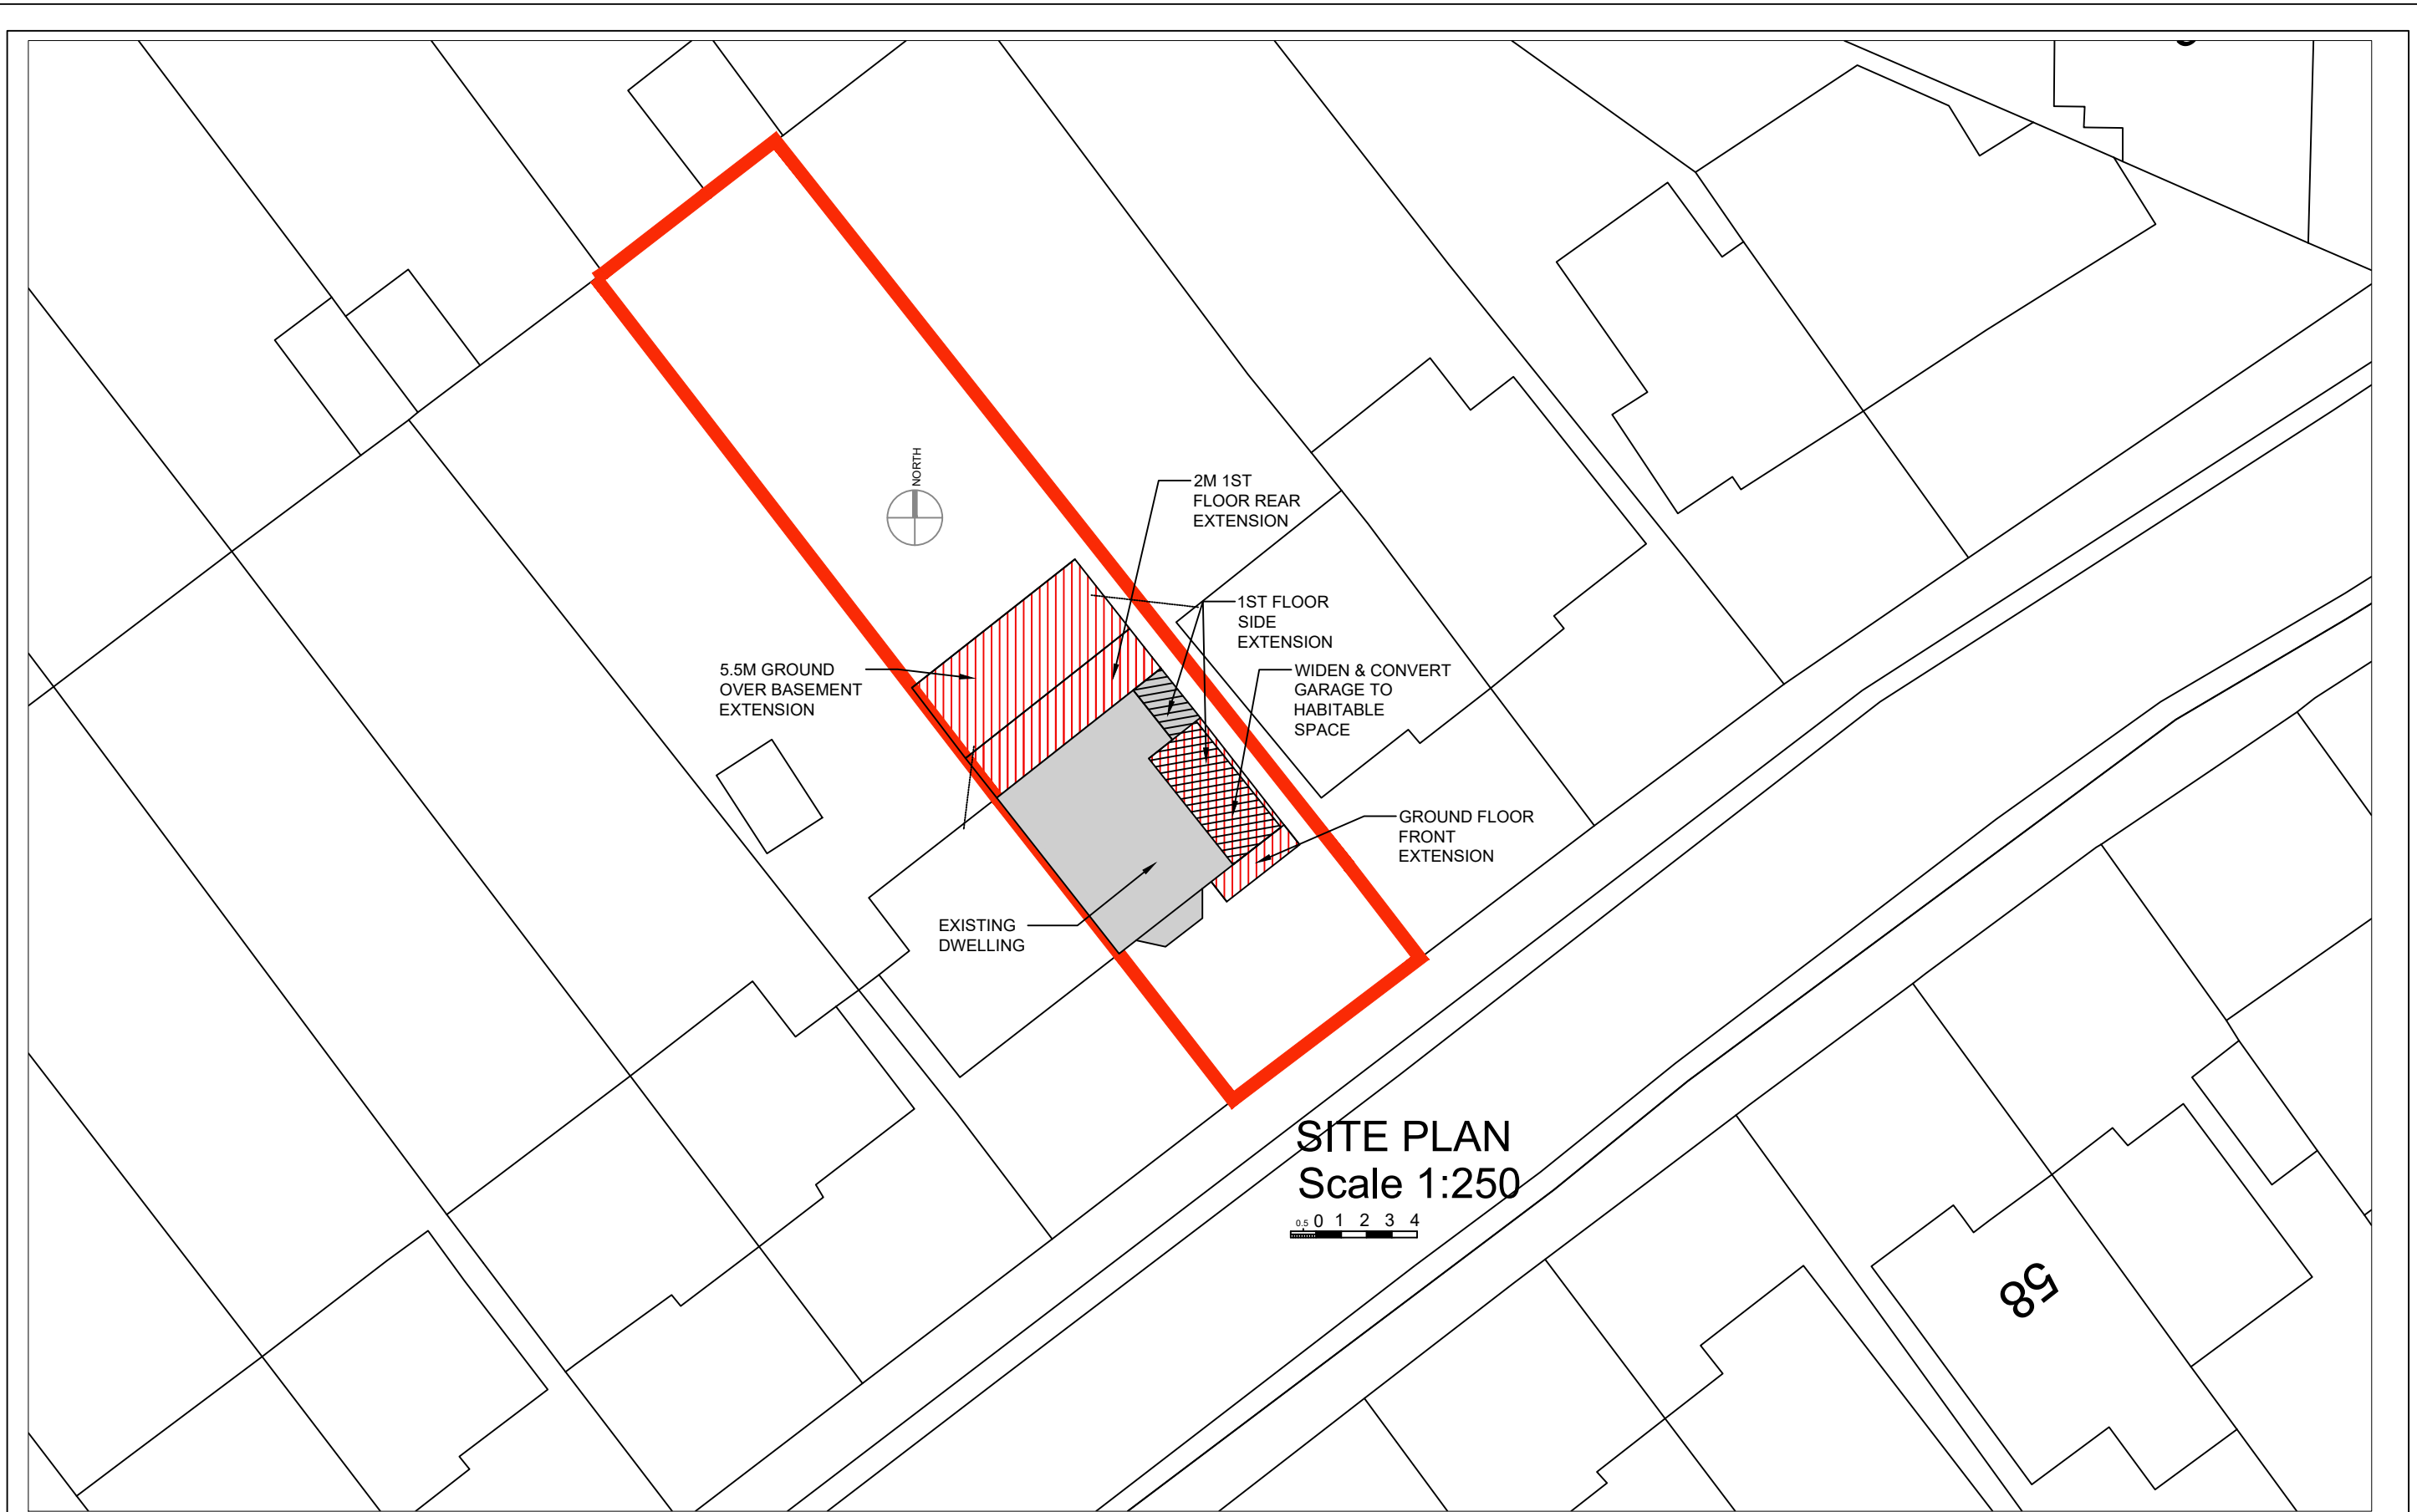 NORTH
2M 1ST
FLOOR REAR
EXTENSION
1ST FLOOR
SIDE
EXTENSION
5.5M GROUND
OVER BASEMENT
EXTENSION
WIDEN & CONVERT
GARAGE TO
HABITABLE
SPACE
GROUND FLOOR
FRONT
EXTENSION
EXISTING
DWELLING
SITE PLAN
Scale 1:250
0.5 0 1 2 3 4
58